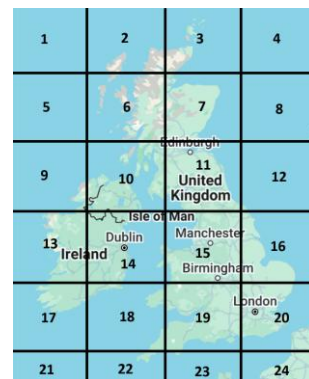 1 2 3 4
5 6 7 8
Edinburgh
9 10 11 12
United
Kingdom
Isle of Man
13 Dublin Manchester 16
Ireland 14 15
Birmingham
London
17 18 19 20
21 22 23 24